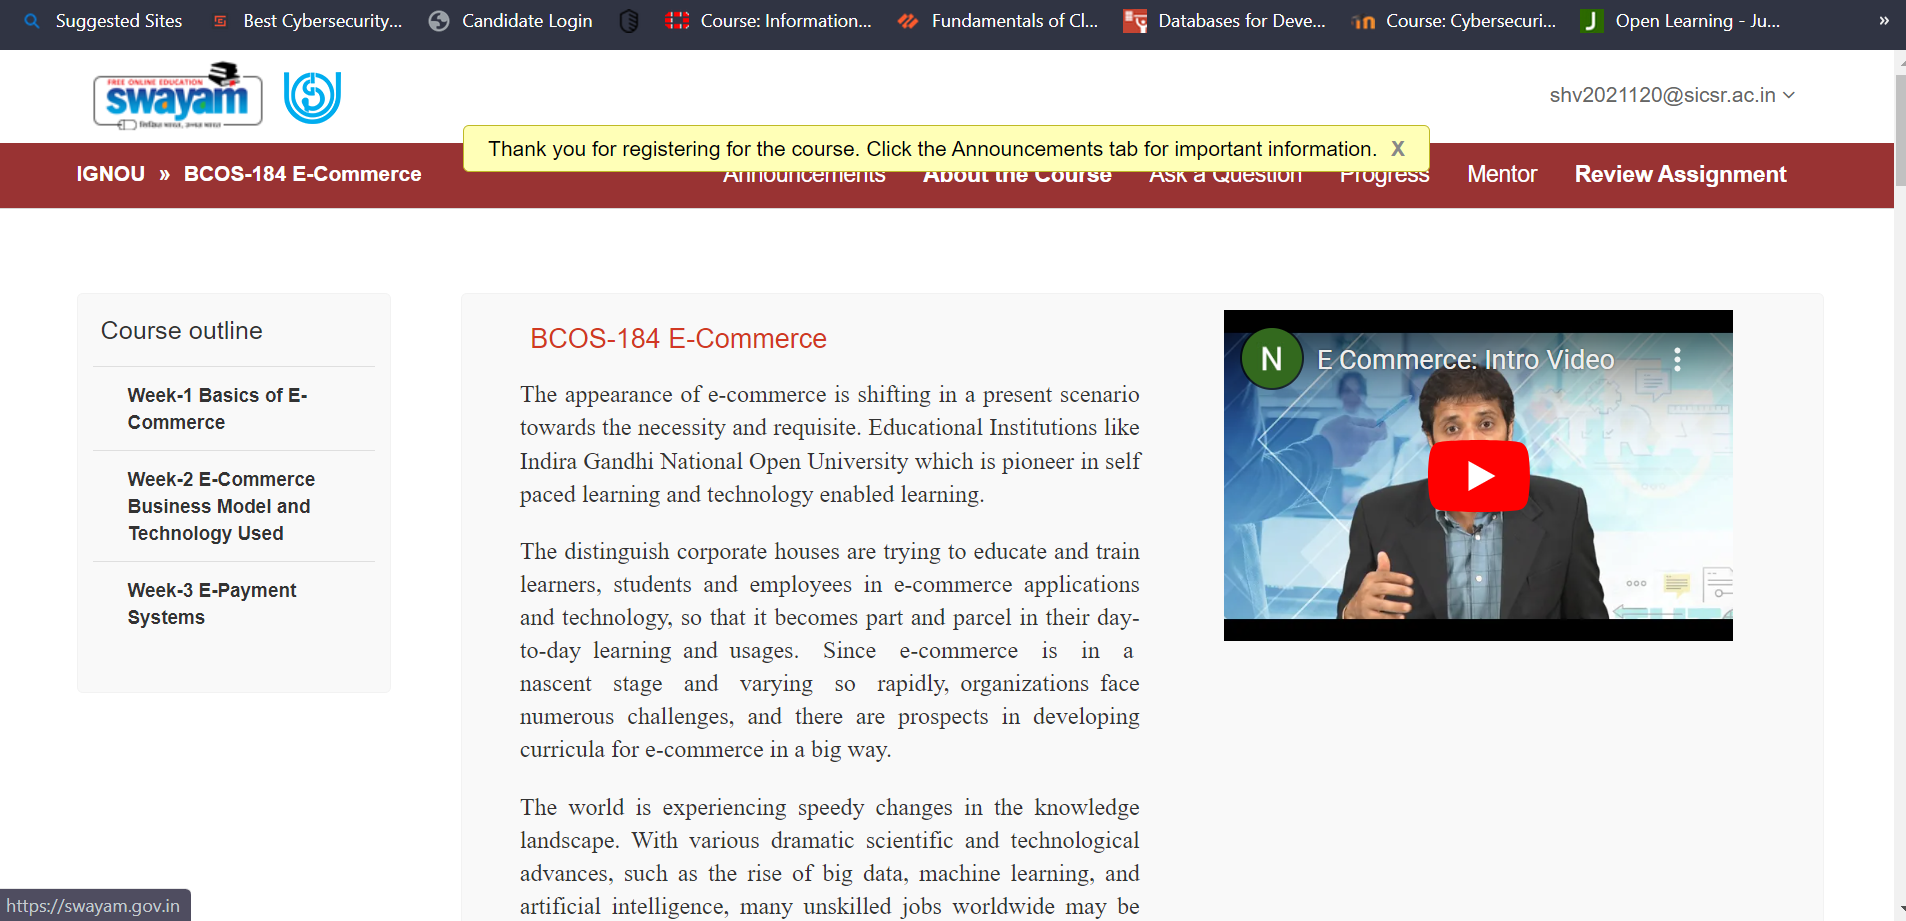 Suggested Sites Best Cybersecurity... Candidate Login Course: Information... Fundamentals of Cl... Databases for Deve... Course: Cybersecuri... Open Learning - Ju... »
FREE ONLINE EDUCATION
swayam
शिक्षित भारत, उन्नत भारत
shv2021120@sicsr.ac.in
Thank you for registering for the course. Click the Announcements tab for important information. X
IGNOU » BCOS-184 E-Commerce Announcements About the Course Ask a Question Progress Mentor Review Assignment
Course outline
Week-1 Basics of E-
Commerce
Week-2 E-Commerce
Business Model and
Technology Used
Week-3 E-Payment
Systems
BCOS-184 E-Commerce
The appearance of e-commerce is shifting in a present scenario
towards the necessity and requisite. Educational Institutions like
Indira Gandhi National Open University which is pioneer in self
paced learning and technology enabled learning.
The distinguish corporate houses are trying to educate and train
learners, students and employees in e-commerce applications
and technology, so that it becomes part and parcel in their day-
to-day learning and usages. Since e-commerce is in a
nascent stage and varying so rapidly, organizations face
numerous challenges, and there are prospects in developing
curricula for e-commerce in a big way.
The world is experiencing speedy changes in the knowledge
landscape. With various dramatic scientific and technological
advances, such as the rise of big data, machine learning, and
artificial intelligence, many unskilled jobs worldwide may be
N E Commerce: Intro Video
https://swayam.gov.in